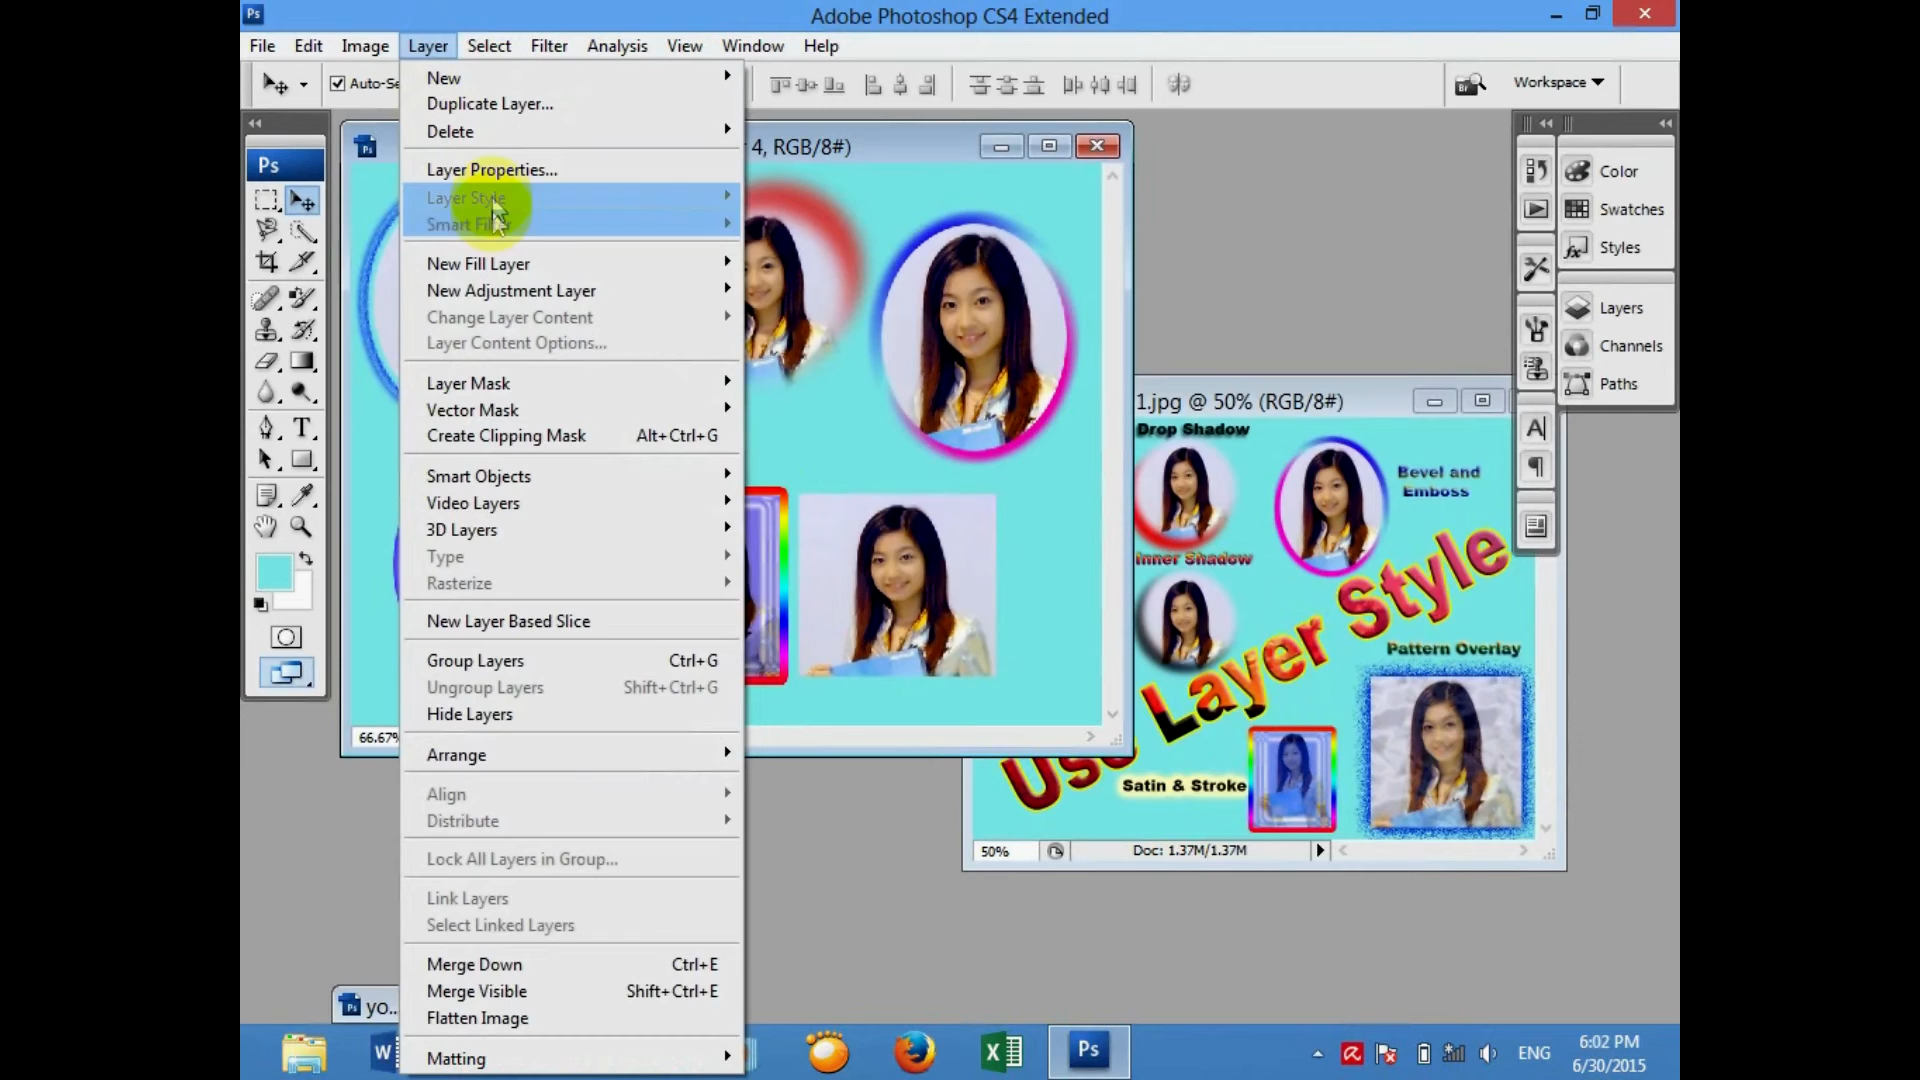 Ps
Adobe Photoshop CS4 Extended
File Edit Image Layer Select Filter Analysis View Window Help
Auto-Se
Br
Workspace
New
Duplicate Layer...
Delete
Layer Properties...
Layer Style
Smart Filter
New Fill Layer
New Adjustment Layer
Change Layer Content
Layer Content Options...
Layer Mask
Vector Mask
Create Clipping Mask Alt+Ctrl+G
Smart Objects
Video Layers
3D Layers
Type
Rasterize
New Layer Based Slice
Group Layers Ctrl+G
Ungroup Layers Shift+Ctrl+G
Hide Layers
Arrange
Align
Distribute
Lock All Layers in Group...
Link Layers
Select Linked Layers
Merge Down Ctrl+E
Merge Visible Shift+Ctrl+E
Flatten Image
Matting
Ps
T
4, RGB/8#)
66.67%
Color
Swatches
Styles
Layers
Channels
Paths
1.jpg @ 50% (RGB/8#)
Drop Shadow
Bevel and
Emboss
Inner Shadow
Use Layer Style
Pattern Overlay
Satin & Stroke
50%
Doc: 1.37M/1.37M
Ps yo...
W
X
Ps
ENG
6:02 PM
6/30/2015